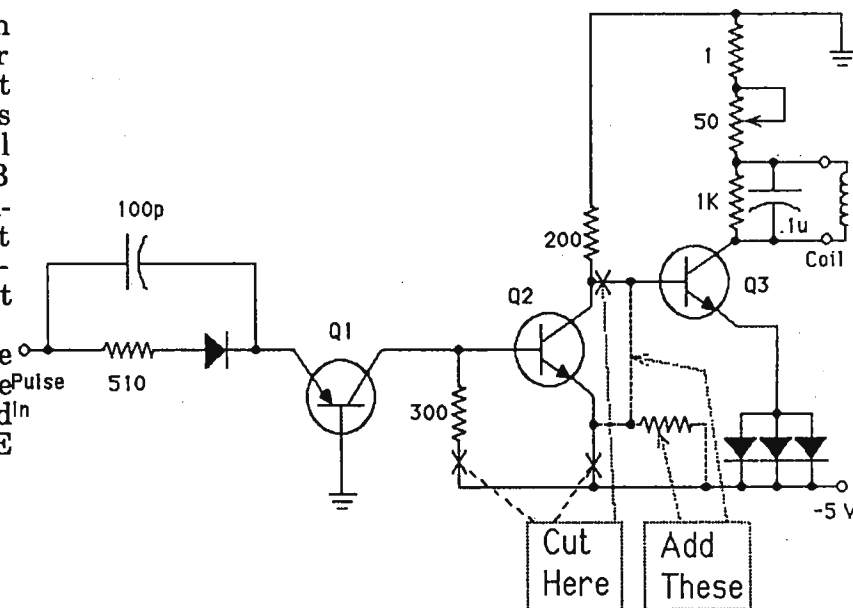 n
r
t
s
l
3
-
t
-
t
e
e
d
E
100p
510
Pulse
in
Q1
300
Q2
200
1
50
1K
.1u
Coil
Q3
-5 V
Cut
Here
Add
These